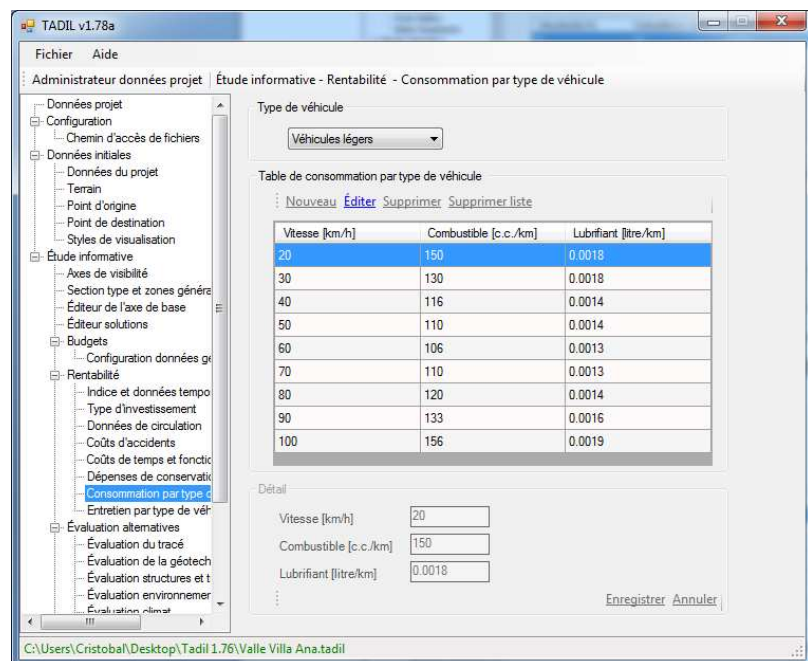 TADIL v1.78a
Fichier Aide
Administrateur données projet Étude informative - Rentabilité - Consommation par type de véhicule
Données projet
Configuration
Chemin d'accès de fichiers
Données initiales
Données du projet
Terrain
Point d'origine
Point de destination
Styles de visualisation
Étude informative
Axes de visibilité
Section type et zones généra
Éditeur de l'axe de base
Éditeur solutions
Budgets
Configuration données ge
Rentabilité
Indice et données tempo
Type d'investissement
Données de circulation
Coûts d'accidents
Coûts de temps et fonctic
Dépenses de conservatic
Consommation par type d
Entretien par type de véh
Évaluation alternatives
Évaluation du tracé
Évaluation de la géotech
Évaluation structures et t
Évaluation environnemer
Évaluation climat
Type de véhicule
Véhicules légers
Table de consommation par type de véhicule
Nouveau Éditer Supprimer Supprimer liste
Vitesse [km/h] Combustible [c.c./km] Lubrifiant [litre/km]
20 150 0.0018
30 130 0.0018
40 116 0.0014
50 110 0.0014
60 106 0.0013
70 110 0.0013
80 120 0.0014
90 133 0.0016
100 156 0.0019
Détail
Vitesse [km/h] 20
Combustible [c.c./km] 150
Lubrifiant [litre/km] 0.0018
Enregistrer Annuler
C:\Users\Cristobal\Desktop\Tadil 1.76\Valle Villa Ana.tadil